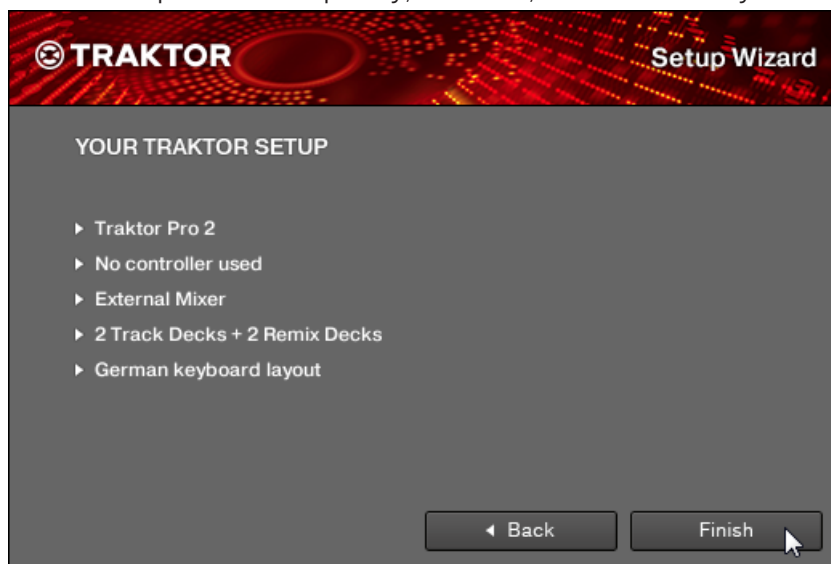 TRAKTOR
Setup Wizard
YOUR TRAKTOR SETUP
Traktor Pro 2
No controller used
External Mixer
2 Track Decks + 2 Remix Decks
German keyboard layout
Back
Finish